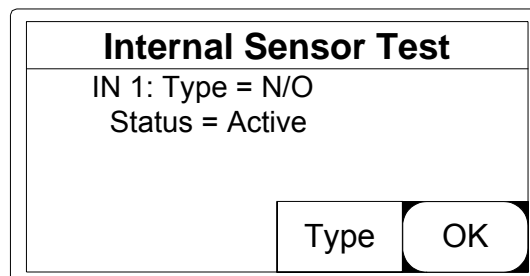 Internal Sensor Test
IN 1: Type = N/O
Status = Active
Type OK